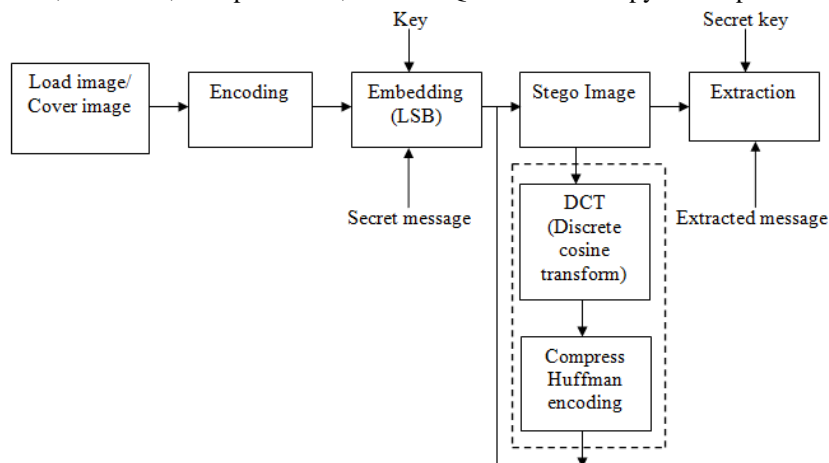 Key
Secret key
Load image/
Cover image
Encoding
Embedding
(LSB)
Stego Image
Extraction
Secret message
DCT
(Discrete
cosine
transform)
Extracted message
Compress
Huffman
encoding